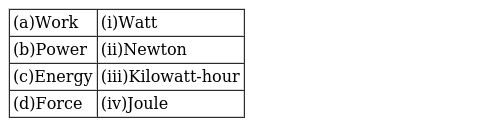 (a)Work (i)Watt
(b)Power (ii)Newton
(c)Energy (iii)Kilowatt-hour
(d)Force (iv)Joule